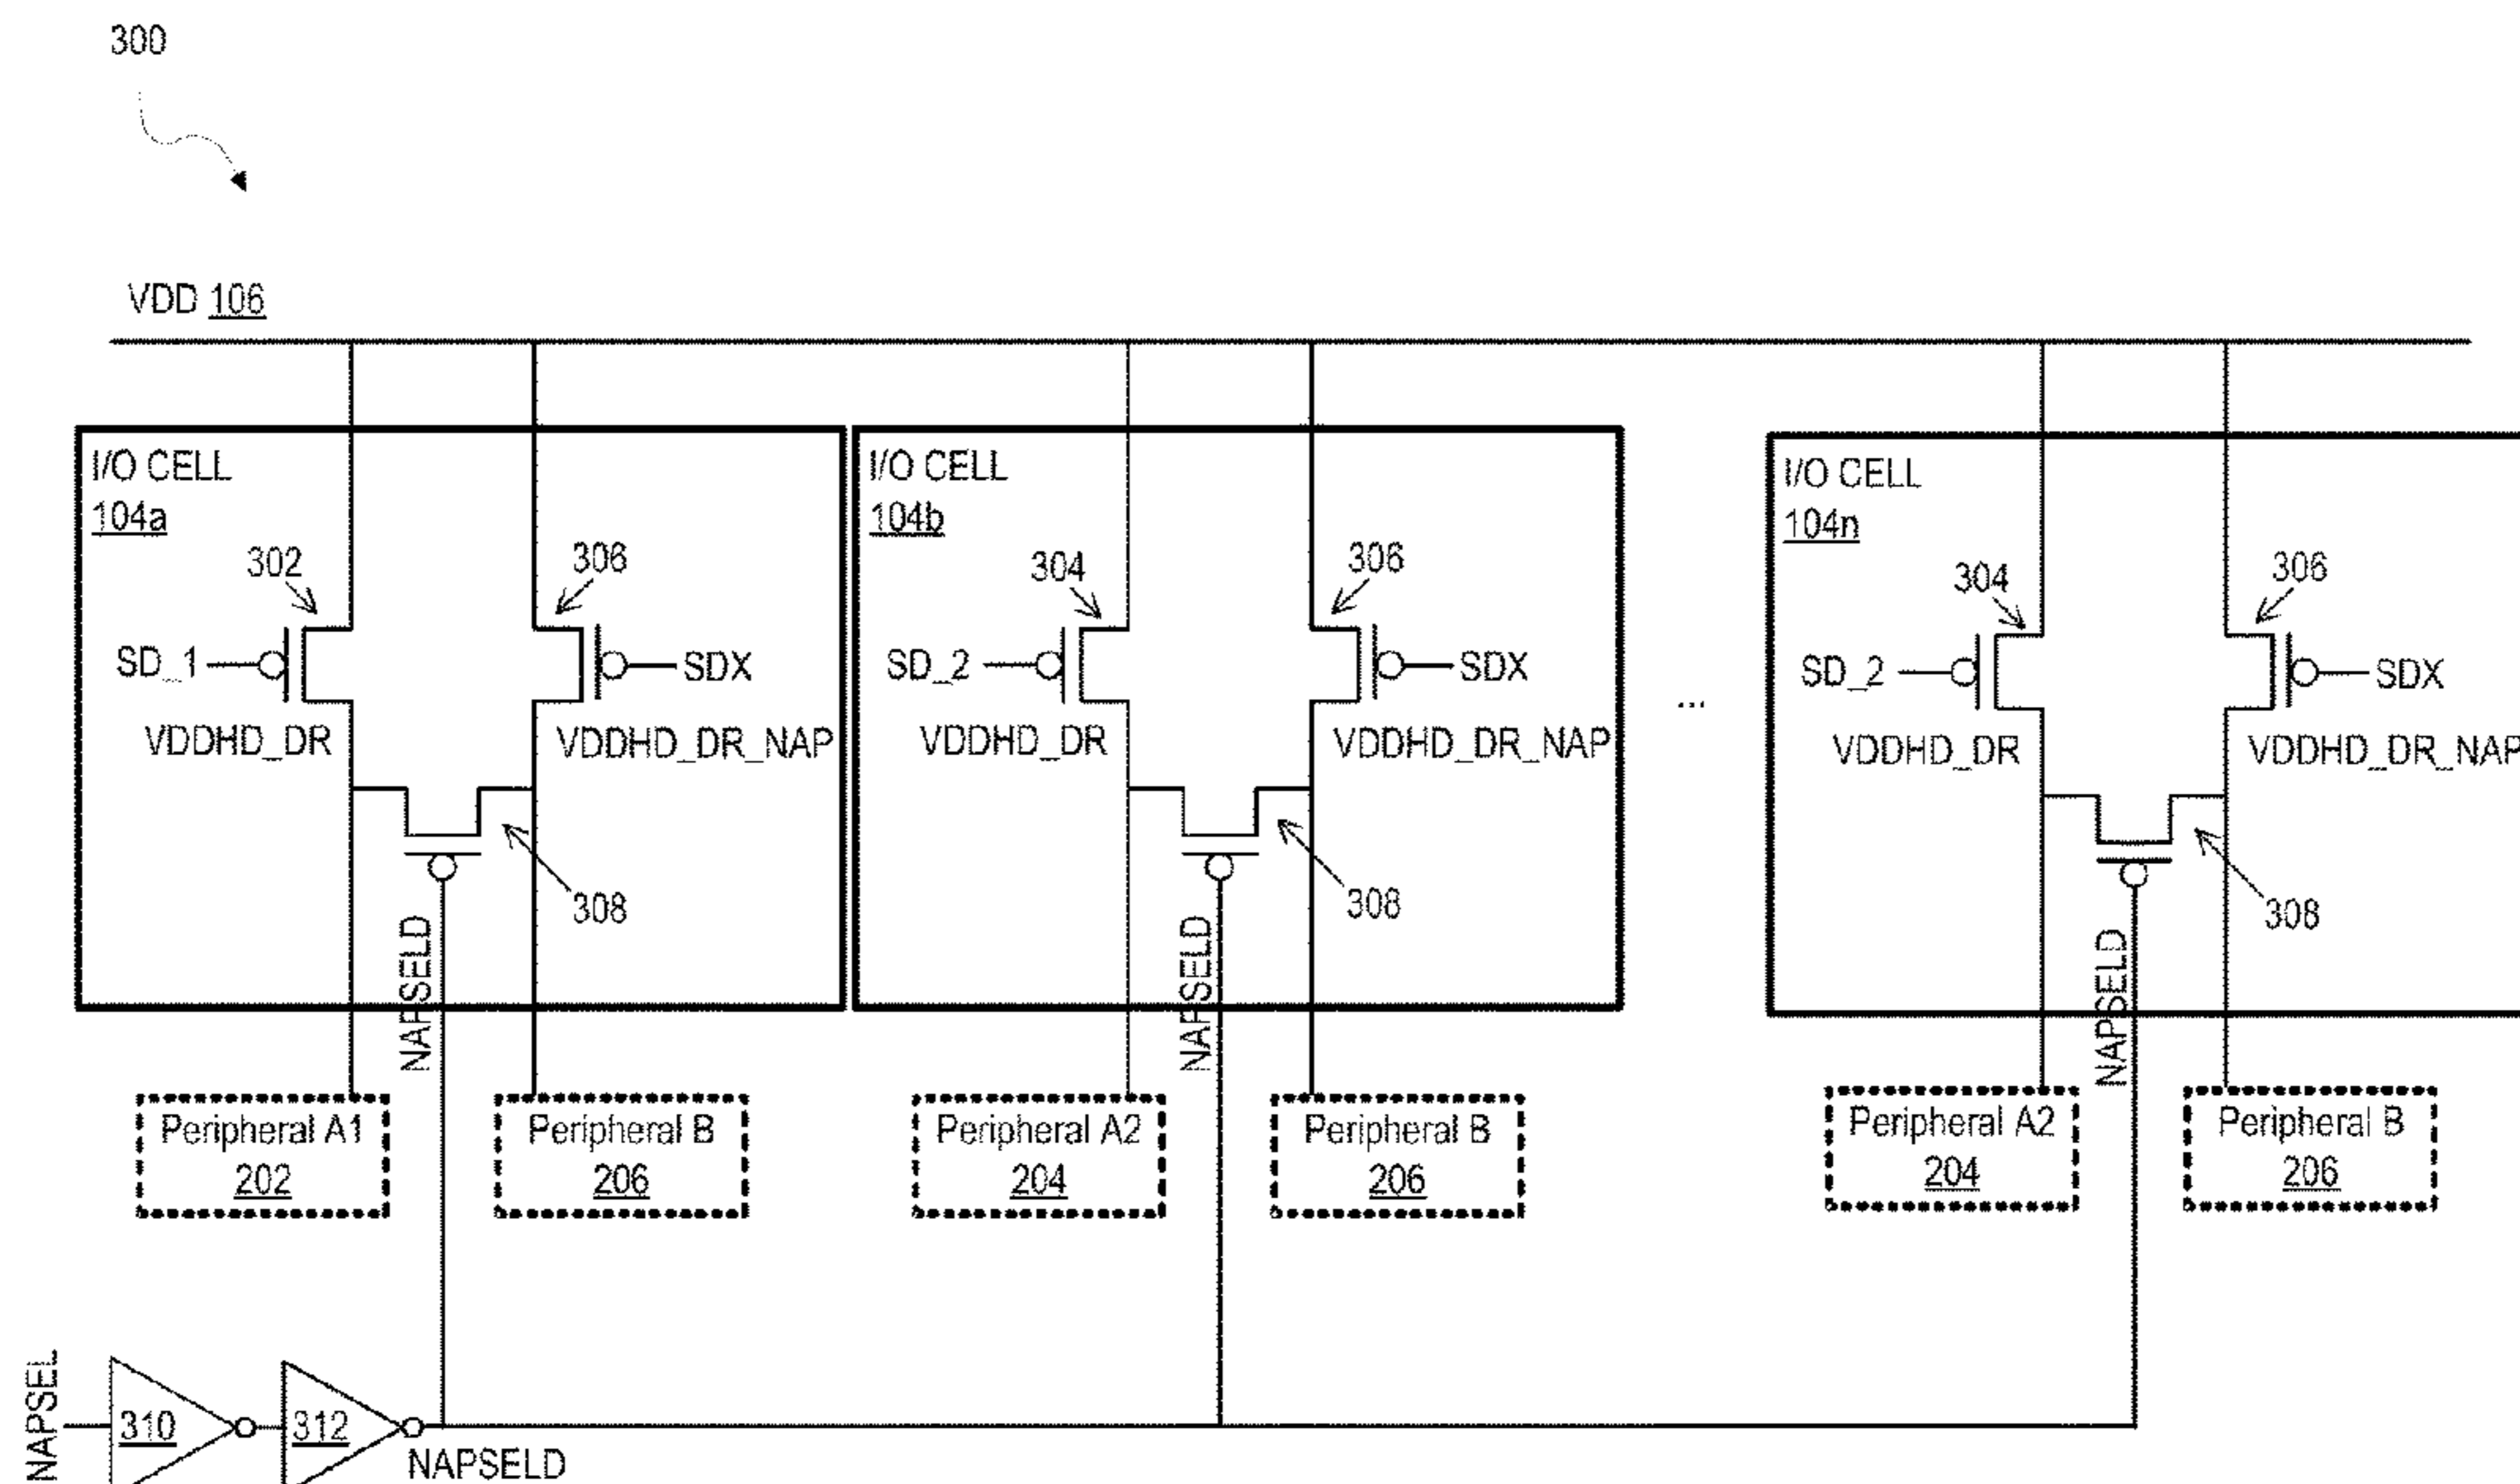 300
VDD 106
I/O CELL
104a
302
306
SD_1
SDX
VDDHD_DR
VDDHD_DR_NAP
308
NAPSELD
I/O CELL
104b
304
306
SD_2
SDX
VDDHD_DR
VDDHD_DR_NAP
308
NAPSELD
...
I/O CELL
104n
304
306
SD_2
SDX
VDDHD_DR
VDDHD_DR_NAP
308
NAPSELD
Peripheral A1
202
Peripheral B
206
Peripheral A2
204
Peripheral B
206
Peripheral A2
204
Peripheral B
206
NAPSEL
310
312
NAPSELD